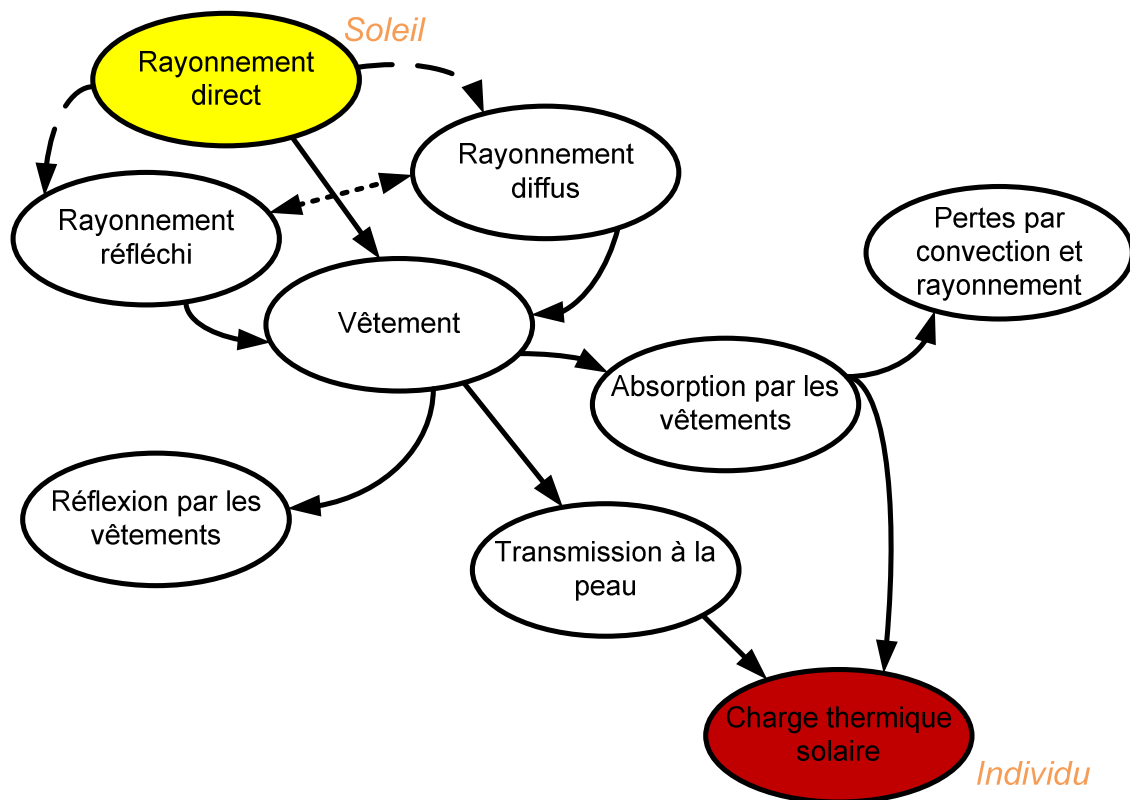 Soleil
Rayonnement
direct
Rayonnement
diffus
Rayonnement
réfléchi
Pertes par
convection et
rayonnement
Vêtement
Absorption par les
vêtements
Réflexion par les
vêtements
Transmission à la
peau
Charge thermique
solaire
Individu